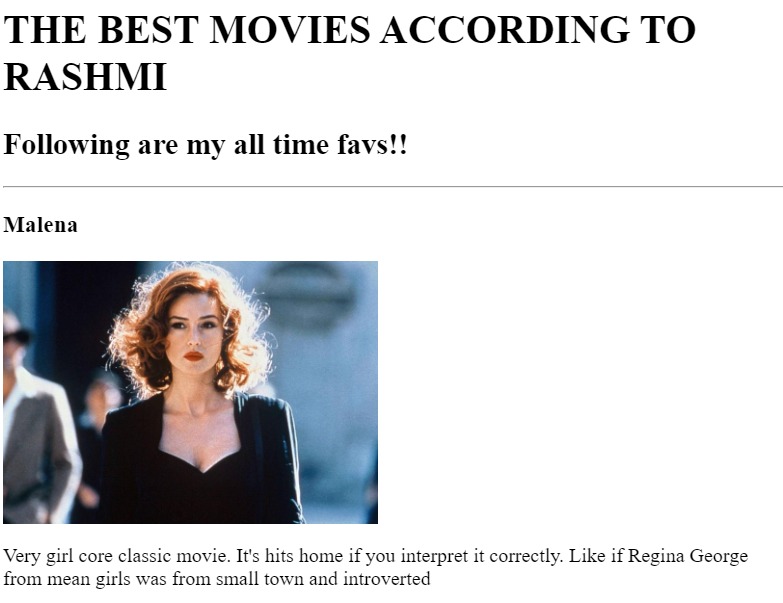 THE BEST MOVIES ACCORDING TO
RASHMI
Following are my all time favs!!
Malena
Very girl core classic movie. It's hits home if you interpret it correctly. Like if Regina George
from mean girls was from small town and introverted